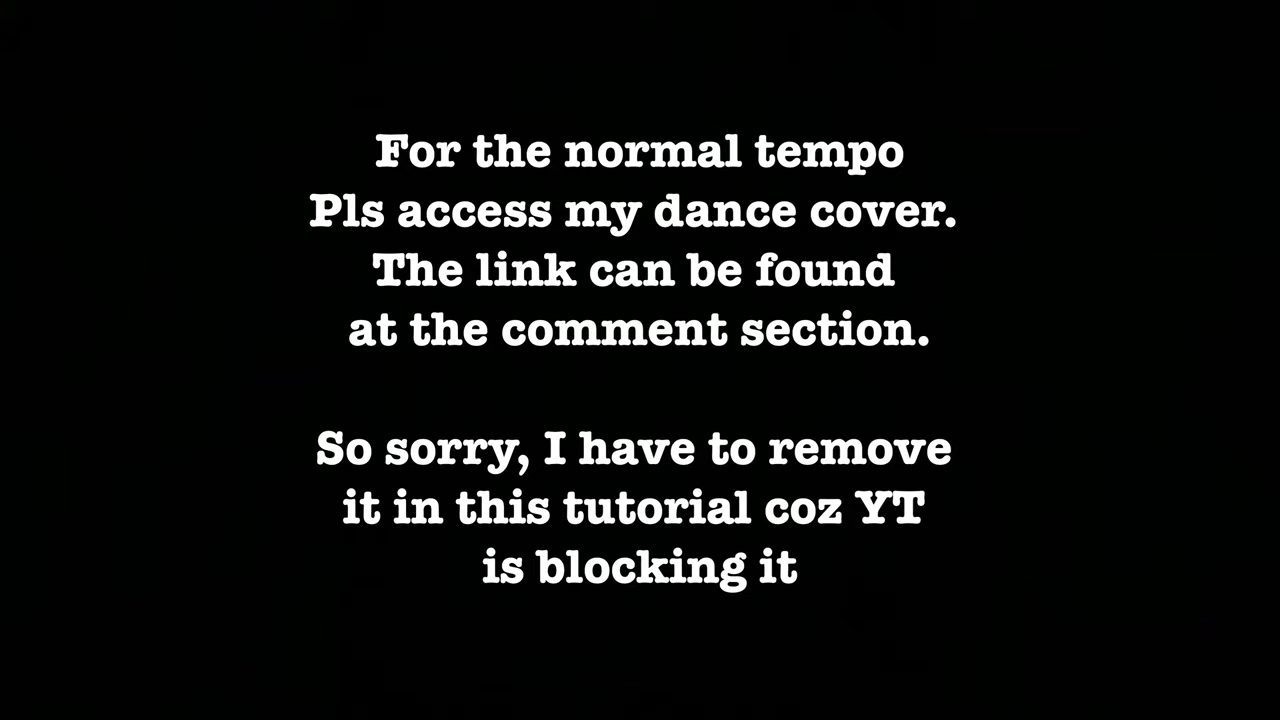 For the normal tempo
Pls access my dance cover.
The link can be found
at the comment section.
So sorry, I have to remove
it in this tutorial coz YT
is blocking it